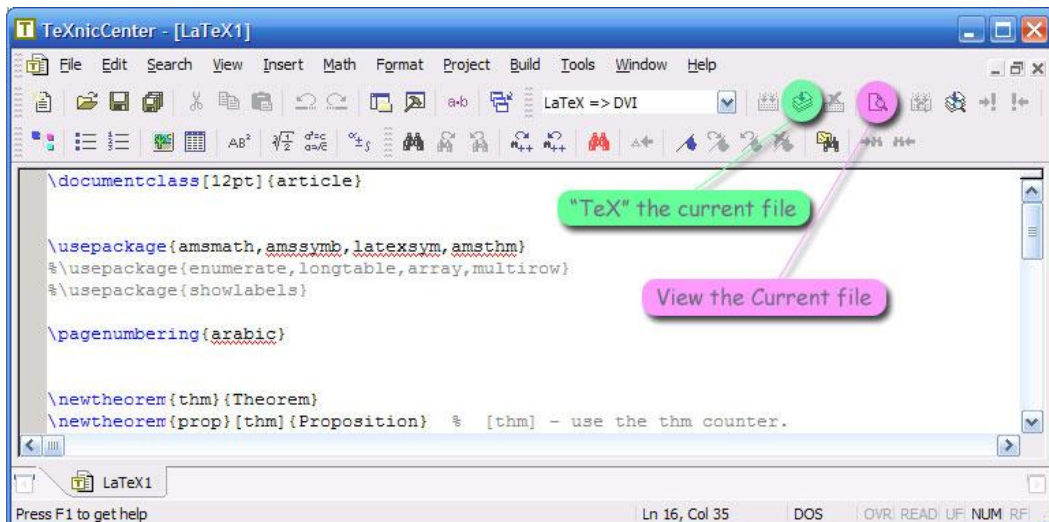 TeXnicCenter - [LaTeX1]
File Edit Search View Insert Math Format Project Build Tools Window Help
a-b LaTeX => DVI
AB²
\documentclass[12pt]{article}
"TeX" the current file
\usepackage{amsmath,amssymb,latexsym,amsthm}
%\usepackage{enumerate,longtable,array,multirow}
%\usepackage{showlabels}
View the Current file
\pagenumbering{arabic}
\newtheorem{thm}{Theorem}
\newtheorem{prop}[thm]{Proposition} % [thm] - use the thm counter.
LaTeX1
Press F1 to get help Ln 16, Col 35 DOS OVR READ UF NUM RF